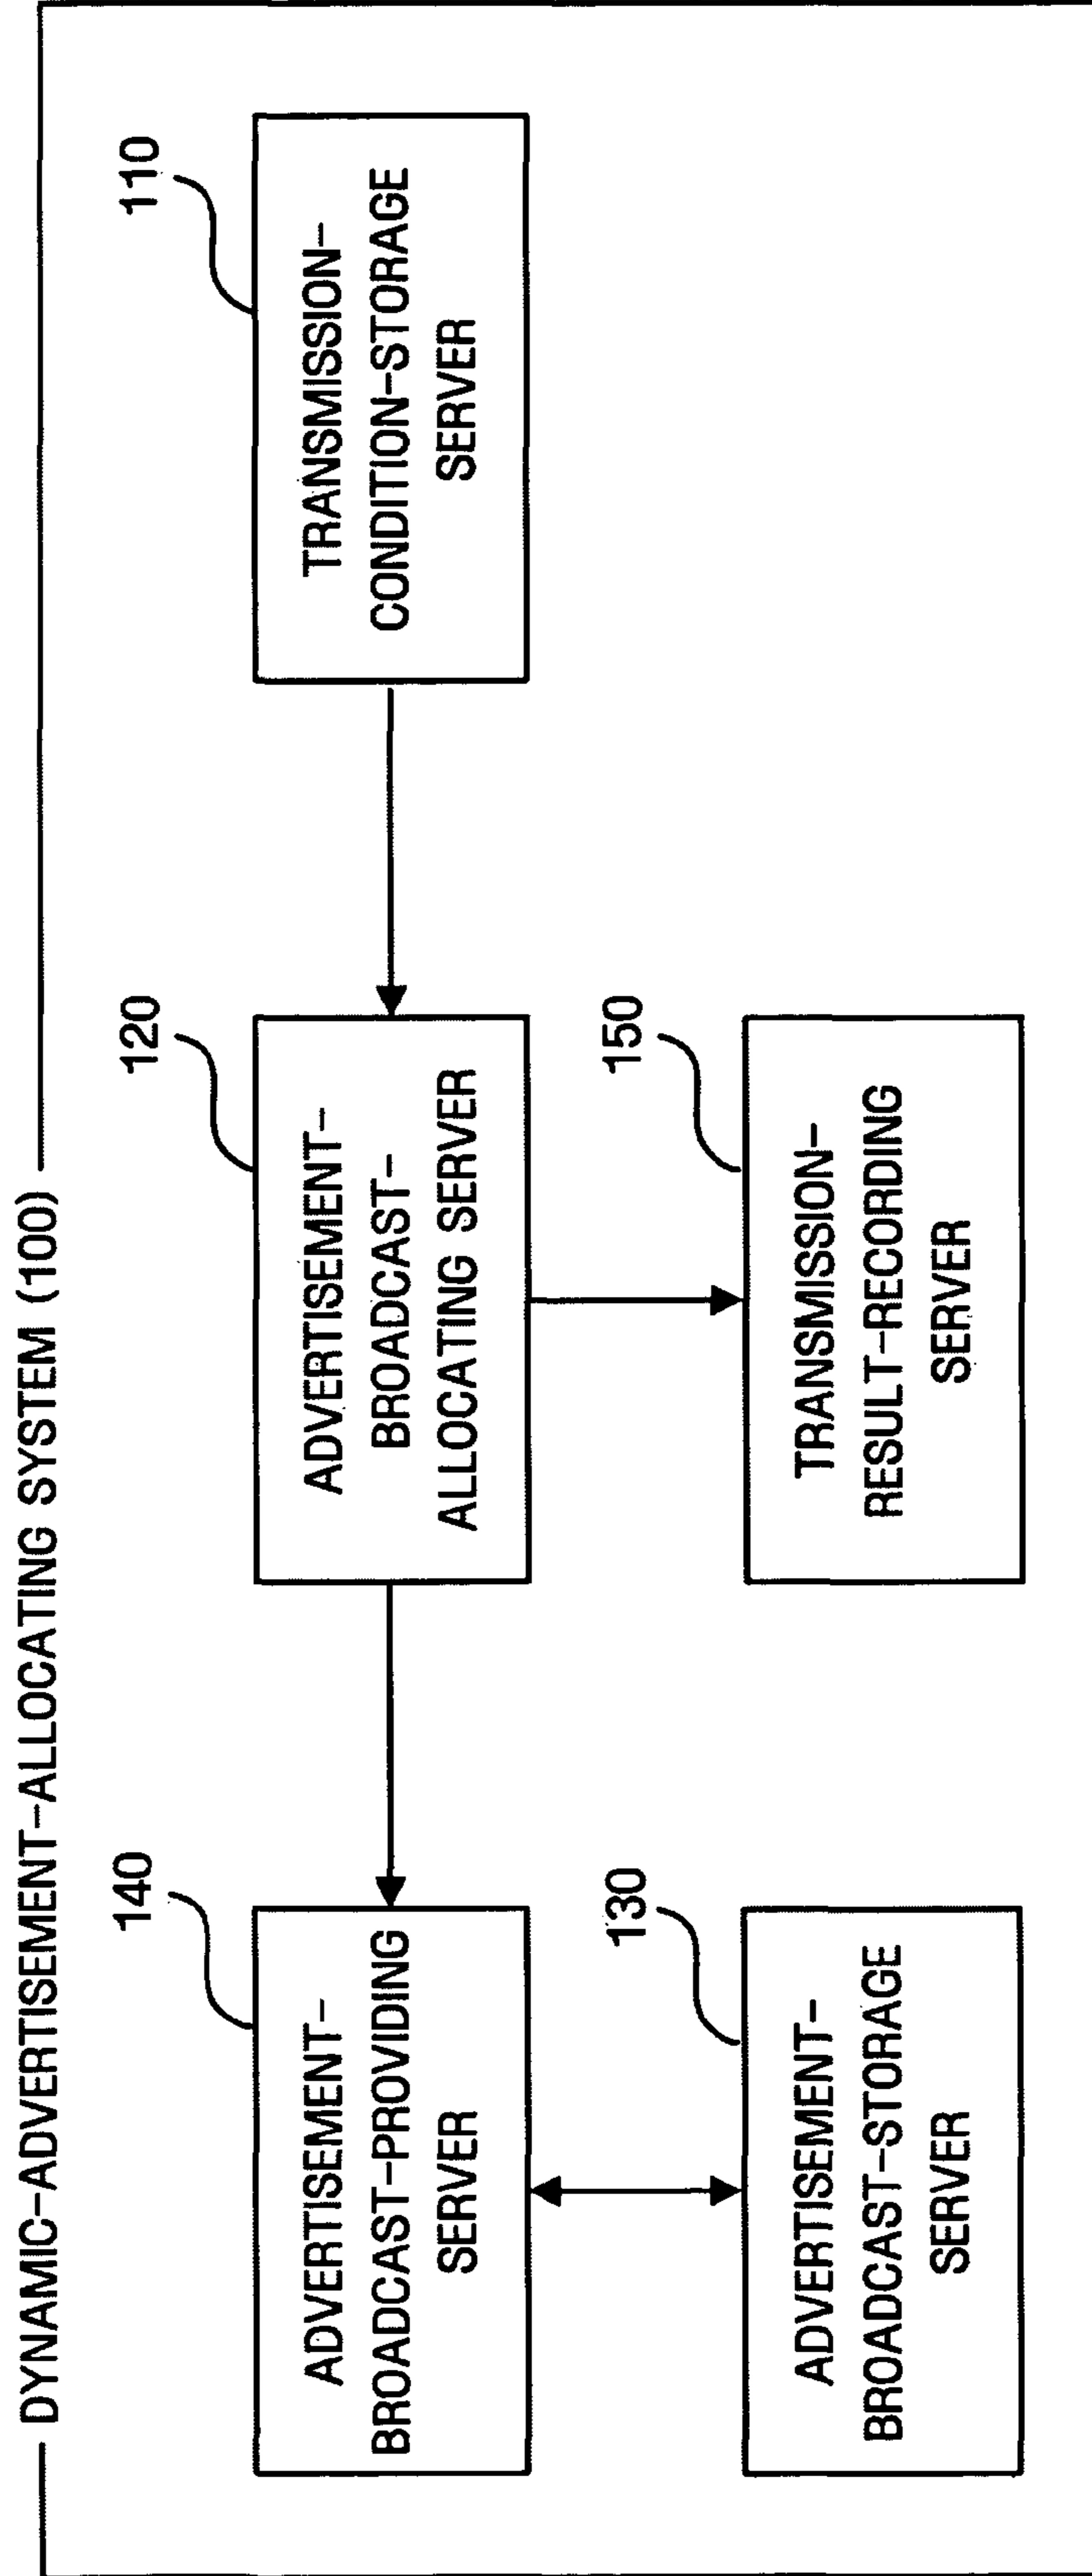 DYNAMIC-ADVERTISEMENT-ALLOCATING SYSTEM (100)
140
ADVERTISEMENT-
BROADCAST-PROVIDING
SERVER
120
ADVERTISEMENT-
BROADCAST-
ALLOCATING SERVER
110
TRANSMISSION-
CONDITION-STORAGE
SERVER
130
ADVERTISEMENT-
BROADCAST-STORAGE
SERVER
150
TRANSMISSION-
RESULT-RECORDING
SERVER